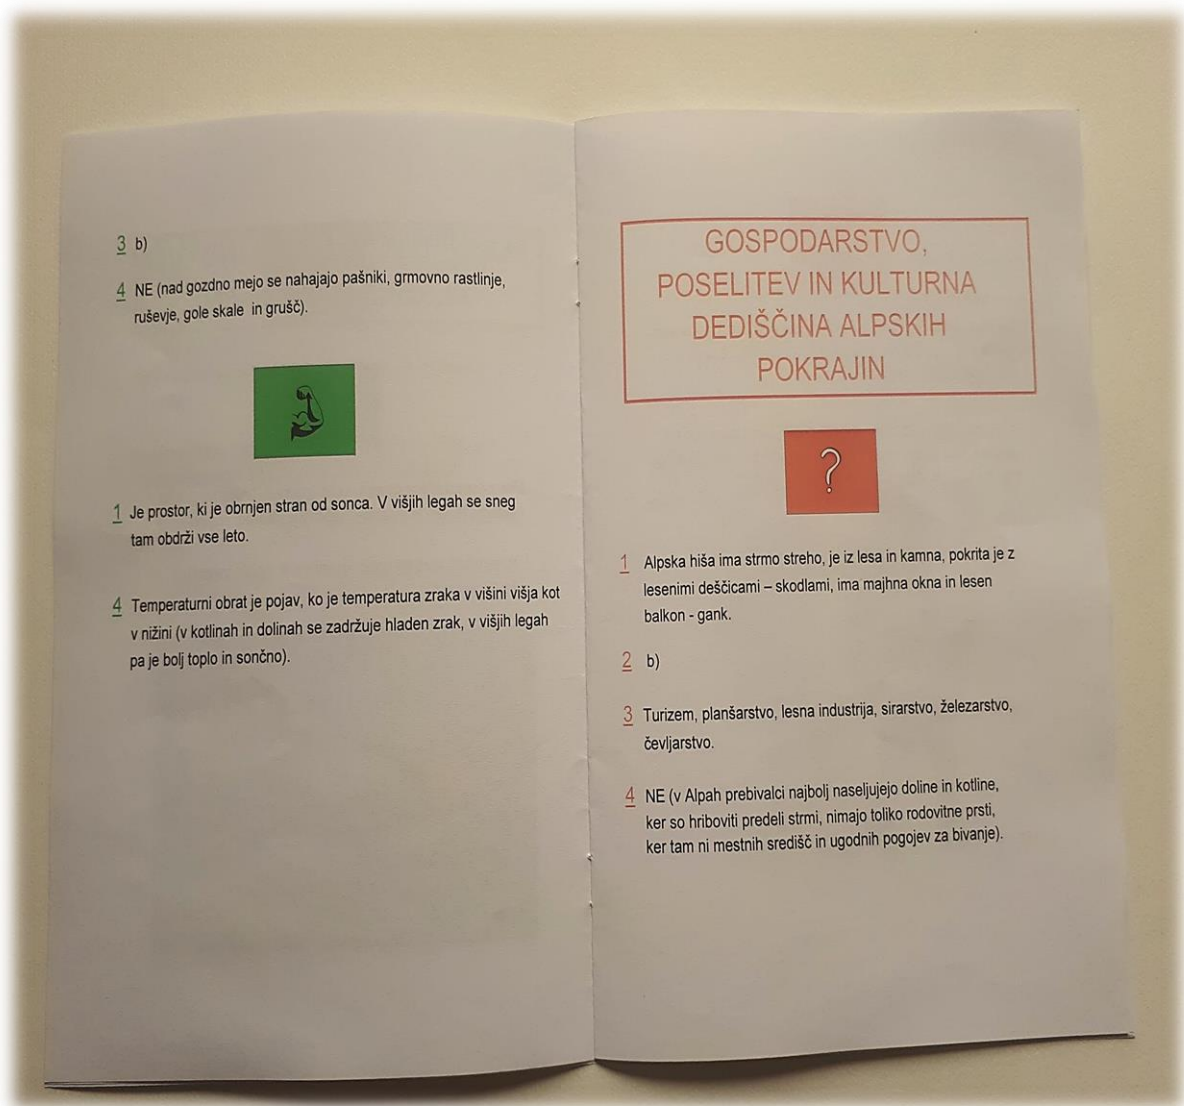 3 b)
4 NE (nad gozdno mejo se nahajajo pašniki, grmovno rastlinje,
ruševje, gole skale in grušč).
1 Je prostor, ki je obrnjen stran od sonca. V višjih legah se sneg
tam obdrži vse leto.
4 Temperaturni obrat je pojav, ko je temperatura zraka v višini višja kot
v nižini (v kotlinah in dolinah se zadržuje hladen zrak, v višjih legah
pa je bolj toplo in sončno).
GOSPODARSTVO,
POSELITEV IN KULTURNA
DEDIŠČINA ALPSKIH
POKRAJIN
?
1 Alpska hiša ima strmo streho, je iz lesa in kamna, pokrita je z
lesenimi deščicami – skodlami, ima majhna okna in lesen
balkon - gank.
2 b)
3 Turizem, planšarstvo, lesna industrija, sirarstvo, železarstvo,
čevljarstvo.
4 NE (v Alpah prebivalci najbolj naseljujejo doline in kotline,
ker so hriboviti predeli strmi, nimajo toliko rodovitne prsti,
ker tam ni mestnih središč in ugodnih pogojev za bivanje).